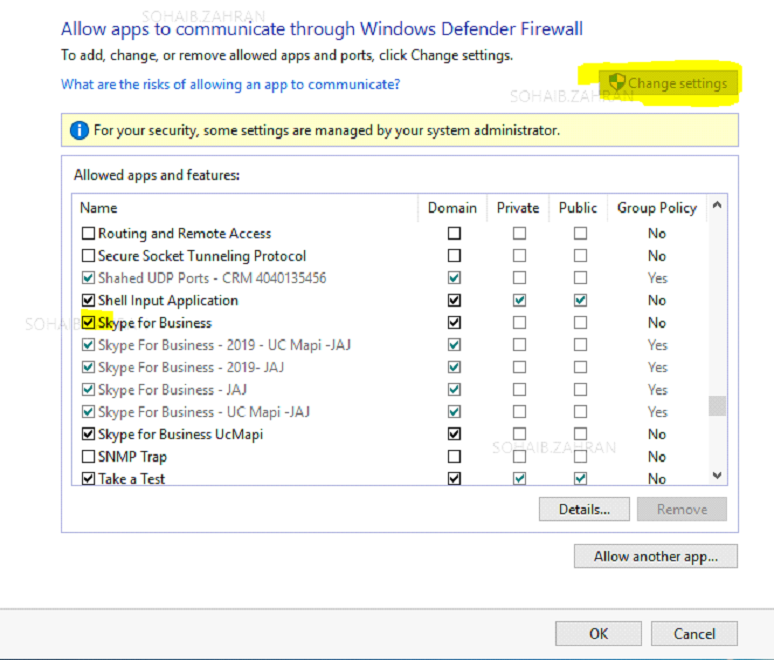 SOHAIB.ZAHRAN
Allow apps to communicate through Windows Defender Firewall
To add, change, or remove allowed apps and ports, click Change settings.
What are the risks of allowing an app to communicate?
Change settings
SOHAIB.ZAHRAN
For your security, some settings are managed by your system administrator.
Allowed apps and features:
Name Domain Private Public Group Policy
Routing and Remote Access No
Secure Socket Tunneling Protocol No
Shahed UDP Ports - CRM 4040135456 Yes
Shell Input Application No
SOHAIB.ZAHRAN
Skype for Business No
Skype For Business - 2019 - UC Mapi -JAJ Yes
Skype For Business - 2019- JAJ Yes
Skype For Business - JAJ Yes
Skype For Business - UC Mapi -JAJ Yes
Skype for Business UcMapi No
SOHAIB.ZAHRAN
SNMP Trap No
Take a Test No
Details... Remove
Allow another app...
OK Cancel